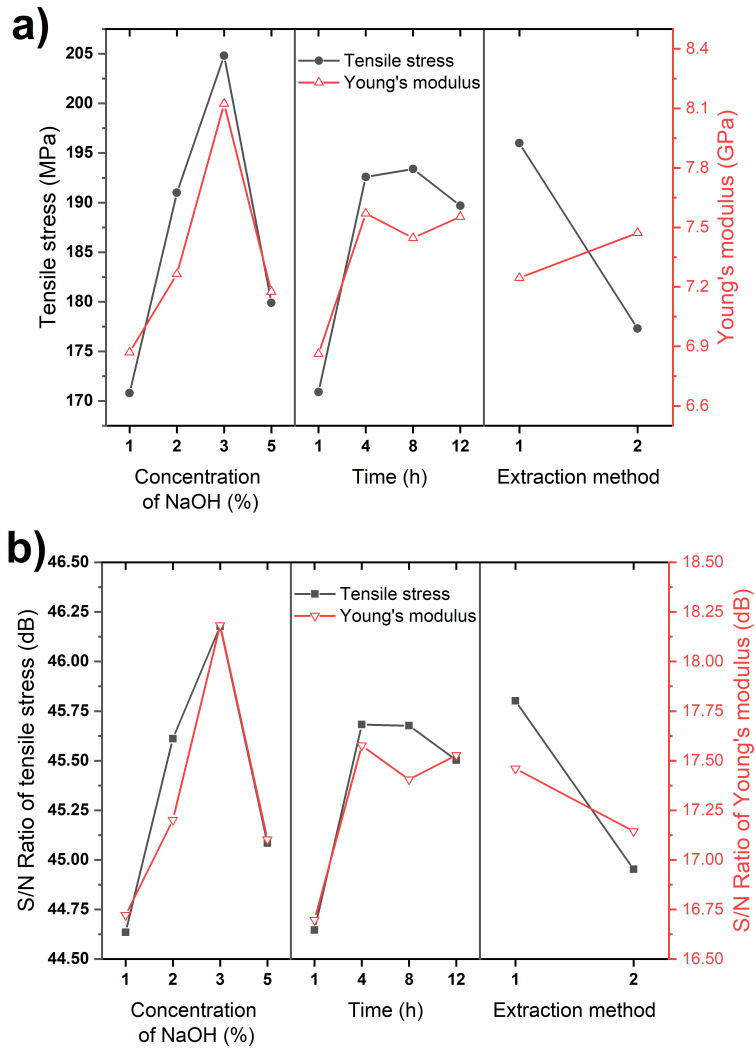 a)
Tensile stress (MPa)
205
200
195
190
185
180
175
170
Tensile stress
Young's modulus
8.4
8.1
7.8
7.5
7.2
6.9
6.6
Young's modulus (GPa)
1 2 3 5 1 4 8 12 1 2
Concentration
of NaOH (%)
Time (h)
Extraction method
b)
S/N Ratio of tensile stress (dB)
46.50
46.25
46.00
45.75
45.50
45.25
45.00
44.75
44.50
Tensile stress
Young's modulus
18.50
18.25
18.00
17.75
17.50
17.25
17.00
16.75
16.50
S/N Ratio of Young's modulus (dB)
1 2 3 5 1 4 8 12 1 2
Concentration
of NaOH (%)
Time (h)
Extraction method